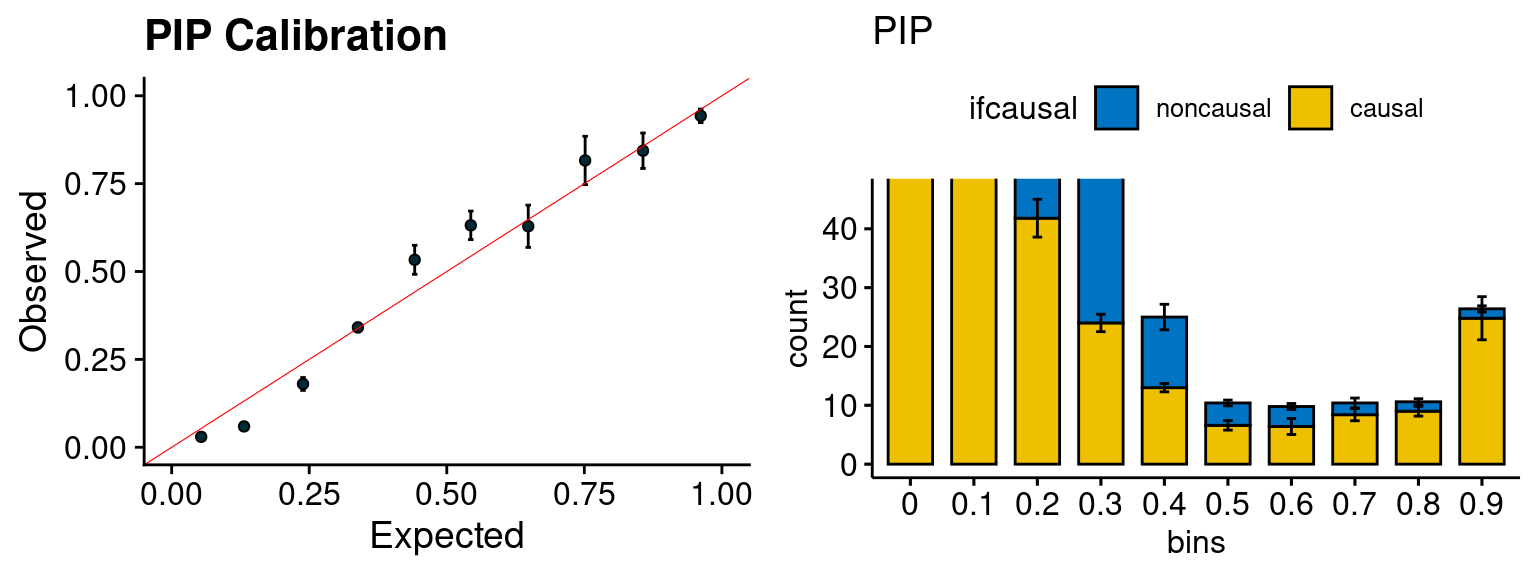 PIP Calibration
1.00
0.75
0.50
0.25
0.00
Observed
0.00 0.25 0.50 0.75 1.00
Expected
PIP
ifcausal noncausal causal
40
30
20
10
0
count
0 0.1 0.2 0.3 0.4 0.5 0.6 0.7 0.8 0.9
bins